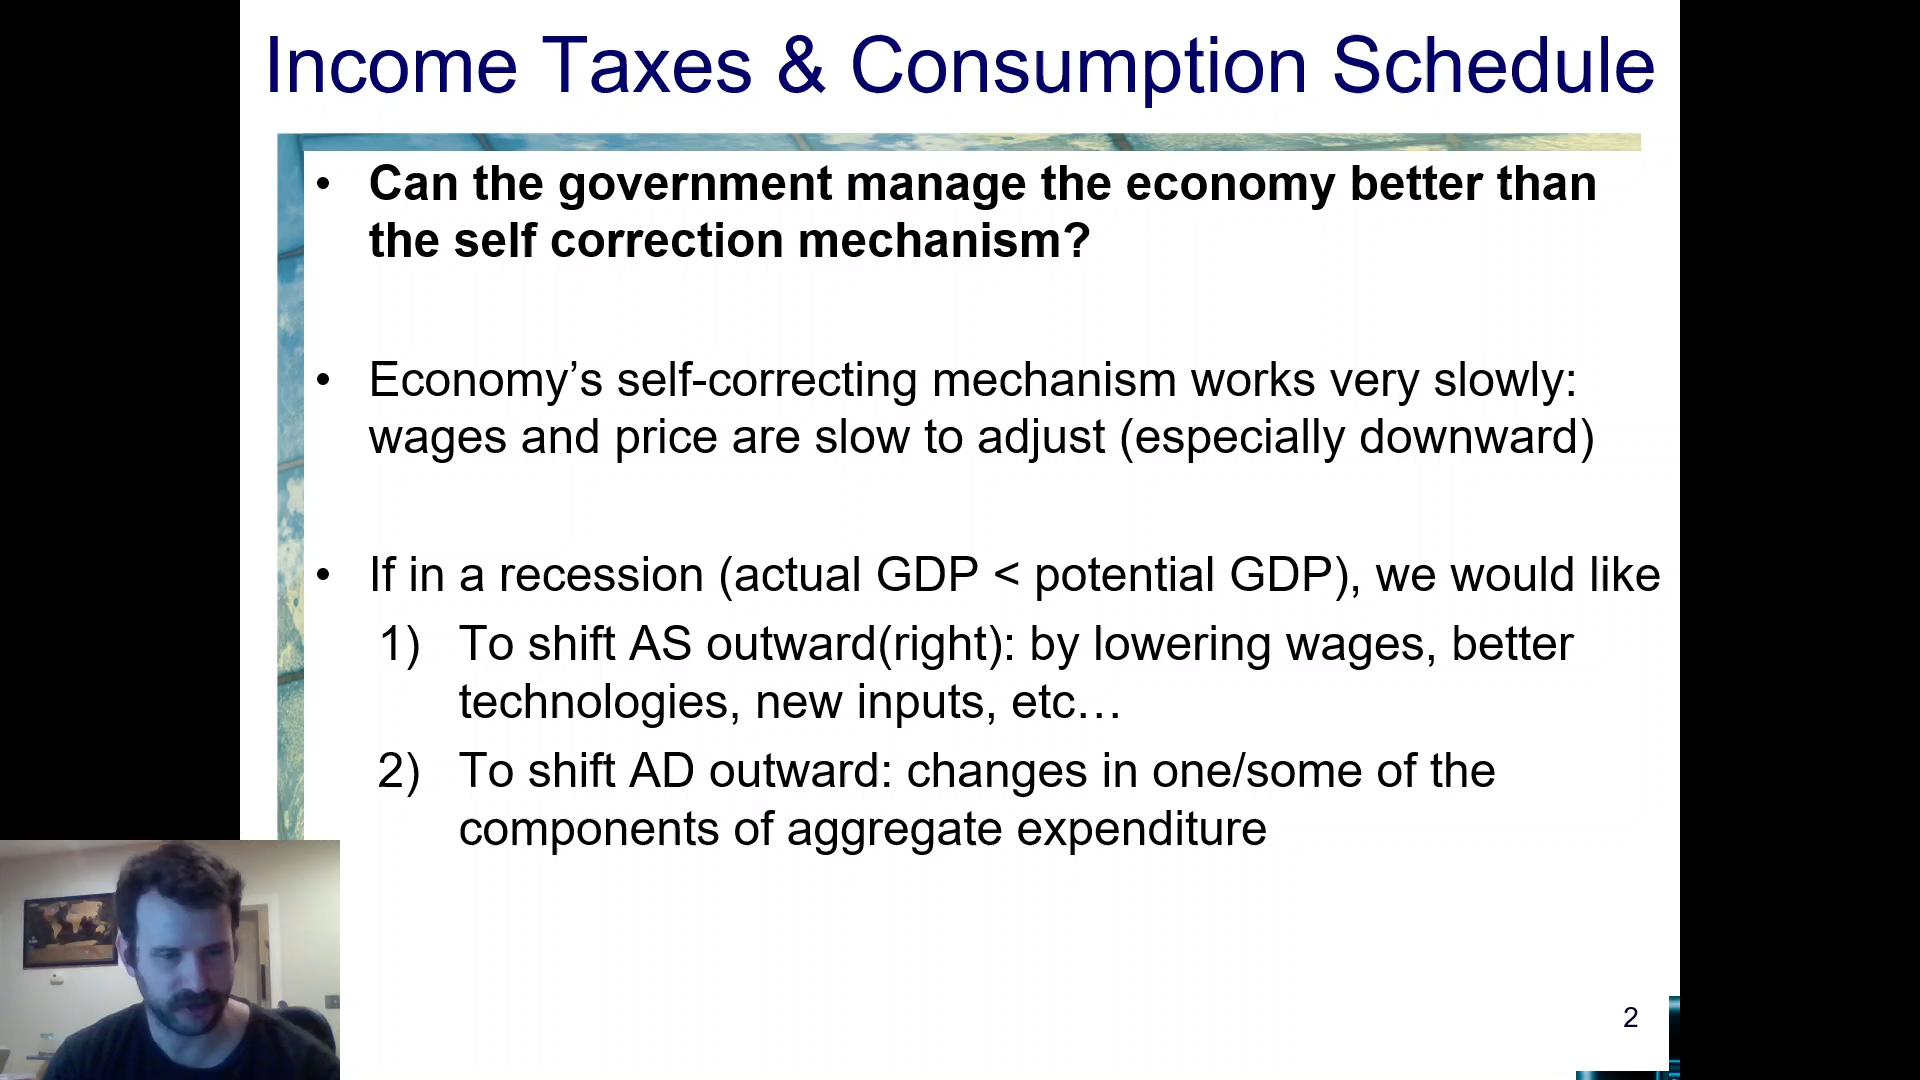 Income Taxes & Consumption Schedule
• Can the government manage the economy better than
the self correction mechanism?
• Economy’s self-correcting mechanism works very slowly:
wages and price are slow to adjust (especially downward)
• If in a recession (actual GDP < potential GDP), we would like
1) To shift AS outward(right): by lowering wages, better
technologies, new inputs, etc…
2) To shift AD outward: changes in one/some of the
components of aggregate expenditure
2